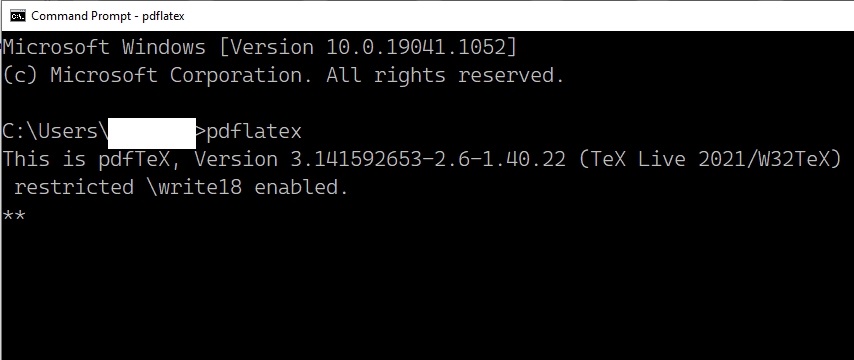 Command Prompt - pdflatex
Microsoft Windows [Version 10.0.19041.1052]
(c) Microsoft Corporation. All rights reserved.
C:\Users\ >pdflatex
This is pdfTeX, Version 3.141592653-2.6-1.40.22 (TeX Live 2021/W32TeX)
restricted \write18 enabled.
**